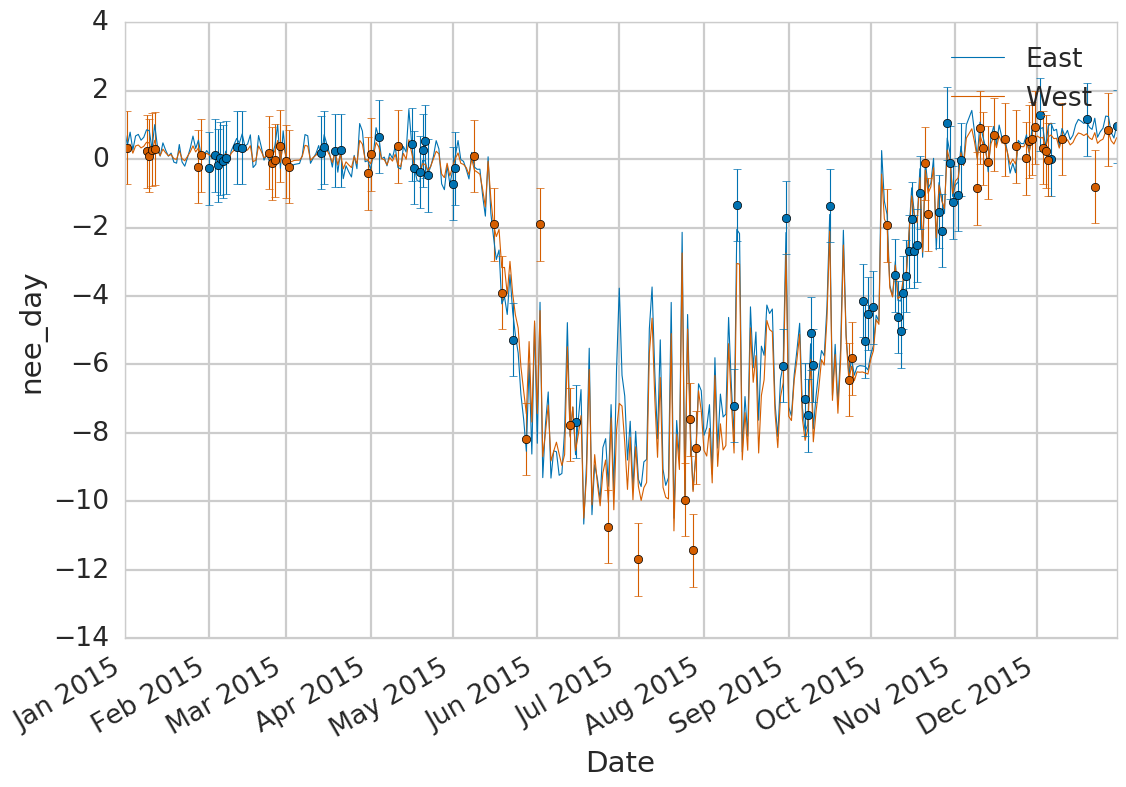 4
2
0
−2
−4
−6
−8
−10
−12
−14
nee_day
East
West
Jan 2015
Feb 2015
Mar 2015
Apr 2015
May 2015
Jun 2015
Jul 2015
Aug 2015
Sep 2015
Oct 2015
Nov 2015
Dec 2015
Date